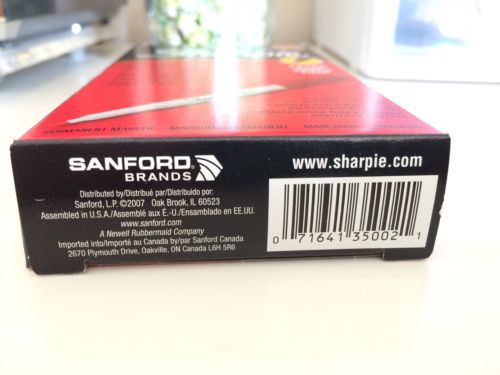 PERMANENT MARKER
SANFORD®
BRANDS
Distributed by/Distribué par/Distribuido por:
Sanford, L.P. ©2007 Oak Brook, IL 60523
Assembled in U.S.A./Assemblé aux É.-U./Ensamblado en EE.UU.
www.sanford.com
A Newell Rubbermaid Company
Imported into/Importé au Canada by/par Sanford Canada
2670 Plymouth Drive, Oakville, ON Canada L6H 5R6
www.sharpie.com
0 71641 35002 1